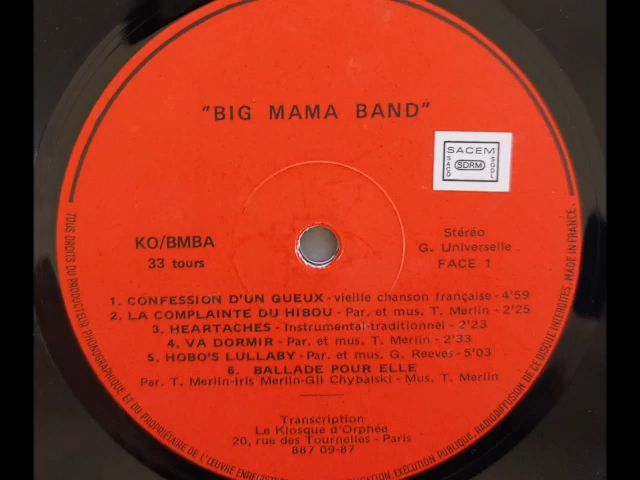 "BIG MAMA BAND"
SACEM
SACD
SDRM
SGDL
KO/BMBA
33 tours
Stéréo
G. Universelle
FACE 1
1. CONFESSION D'UN GUEUX - vieille chanson française - 4'59
2. LA COMPLAINTE DU HIBOU - Par. et mus. T. Merlin - 2'25
3. HEARTACHES - Instrumental-traditionnel - 2'23
4. VA DORMIR - Par. et mus. T. Merlin - 2'33
5. HOBO'S LULLABY - Par. et mus. G. Reeves - 5'03
6. BALLADE POUR ELLE
Par. T. Merlin-Iris Merlin-Gil Chybalski - Mus. T. Merlin
Transcription
Le Kiosque d'Orphée
20, rue des Tournelles - Paris
887 09-87
TOUS DROITS DU PRODUCTEUR PHONOGRAPHIQUE ET DU PROPRIÉTAIRE DE L'ŒUVRE ENREGISTRÉE
EXÉCUTION PUBLIQUE, RADIODIFFUSION DE CE DISQUE INTERDITES. MADE IN FRANCE.